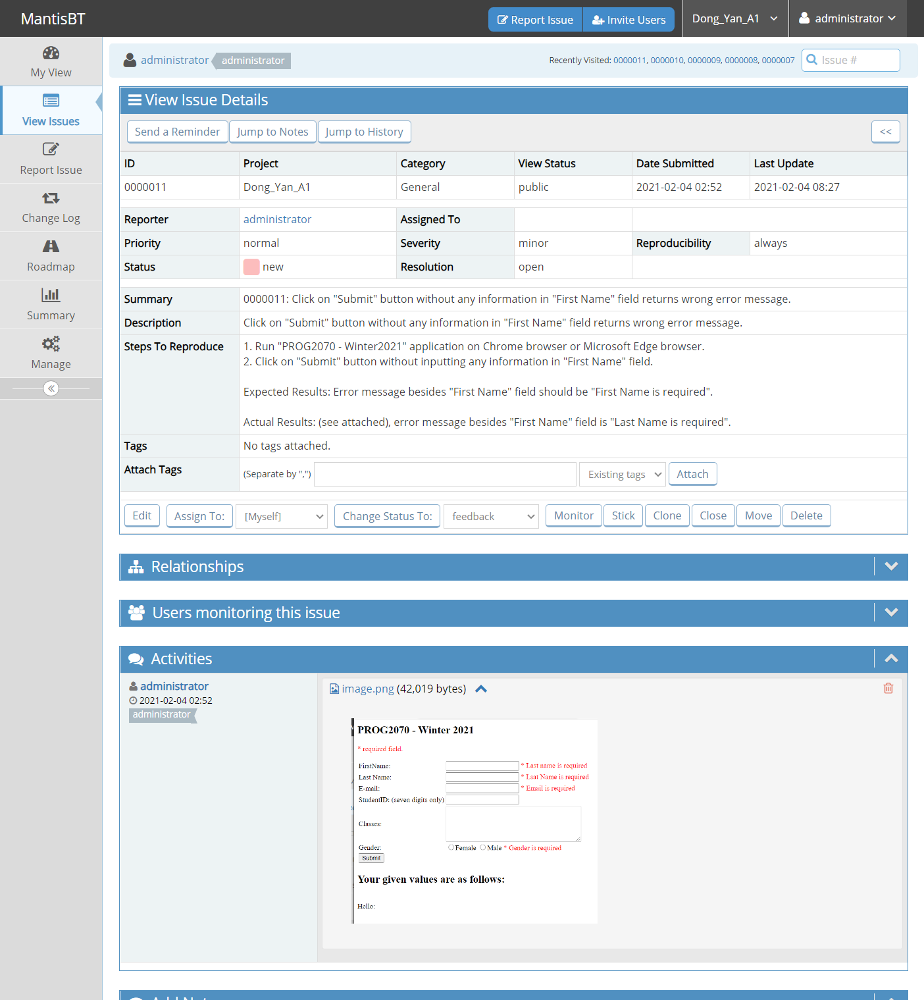 MantisBT
Report Issue
Invite Users
Dong_Yan_A1
administrator
My View
View Issues
Report Issue
Change Log
Roadmap
Summary
Manage
administrator administrator
Recently Visited: 0000011, 0000010, 0000009, 0000008, 0000007
Issue #
View Issue Details
Send a Reminder Jump to Notes Jump to History <<
ID Project Category View Status Date Submitted Last Update
0000011 Dong_Yan_A1 General public 2021-02-04 02:52 2021-02-04 08:27
Reporter administrator Assigned To
Priority normal Severity minor Reproducibility always
Status new Resolution open
Summary 0000011: Click on "Submit" button without any information in "First Name" field returns wrong error message.
Description Click on "Submit" button without any information in "First Name" field returns wrong error message.
Steps To Reproduce 1. Run "PROG2070 - Winter2021" application on Chrome browser or Microsoft Edge browser.
2. Click on "Submit" button without inputting any information in "First Name" field.
Expected Results: Error message besides "First Name" field should be "First Name is required".
Actual Results: (see attached), error message besides "First Name" field is "Last Name is required".
Tags No tags attached.
Attach Tags (Separate by ",") Existing tags Attach
Edit Assign To: [Myself] Change Status To: feedback Monitor Stick Clone Close Move Delete
Relationships
Users monitoring this issue
Activities
administrator
2021-02-04 02:52
administrator
image.png (42,019 bytes)
PROG2070 - Winter 2021
* required field.
FirstName: * Last name is required
Last Name: * Lsat Name is required
E-mail: * Email is required
StudentID: (seven digits only)
Classes:
Gender: Female Male * Gender is required
Submit
Your given values are as follows:
Hello: